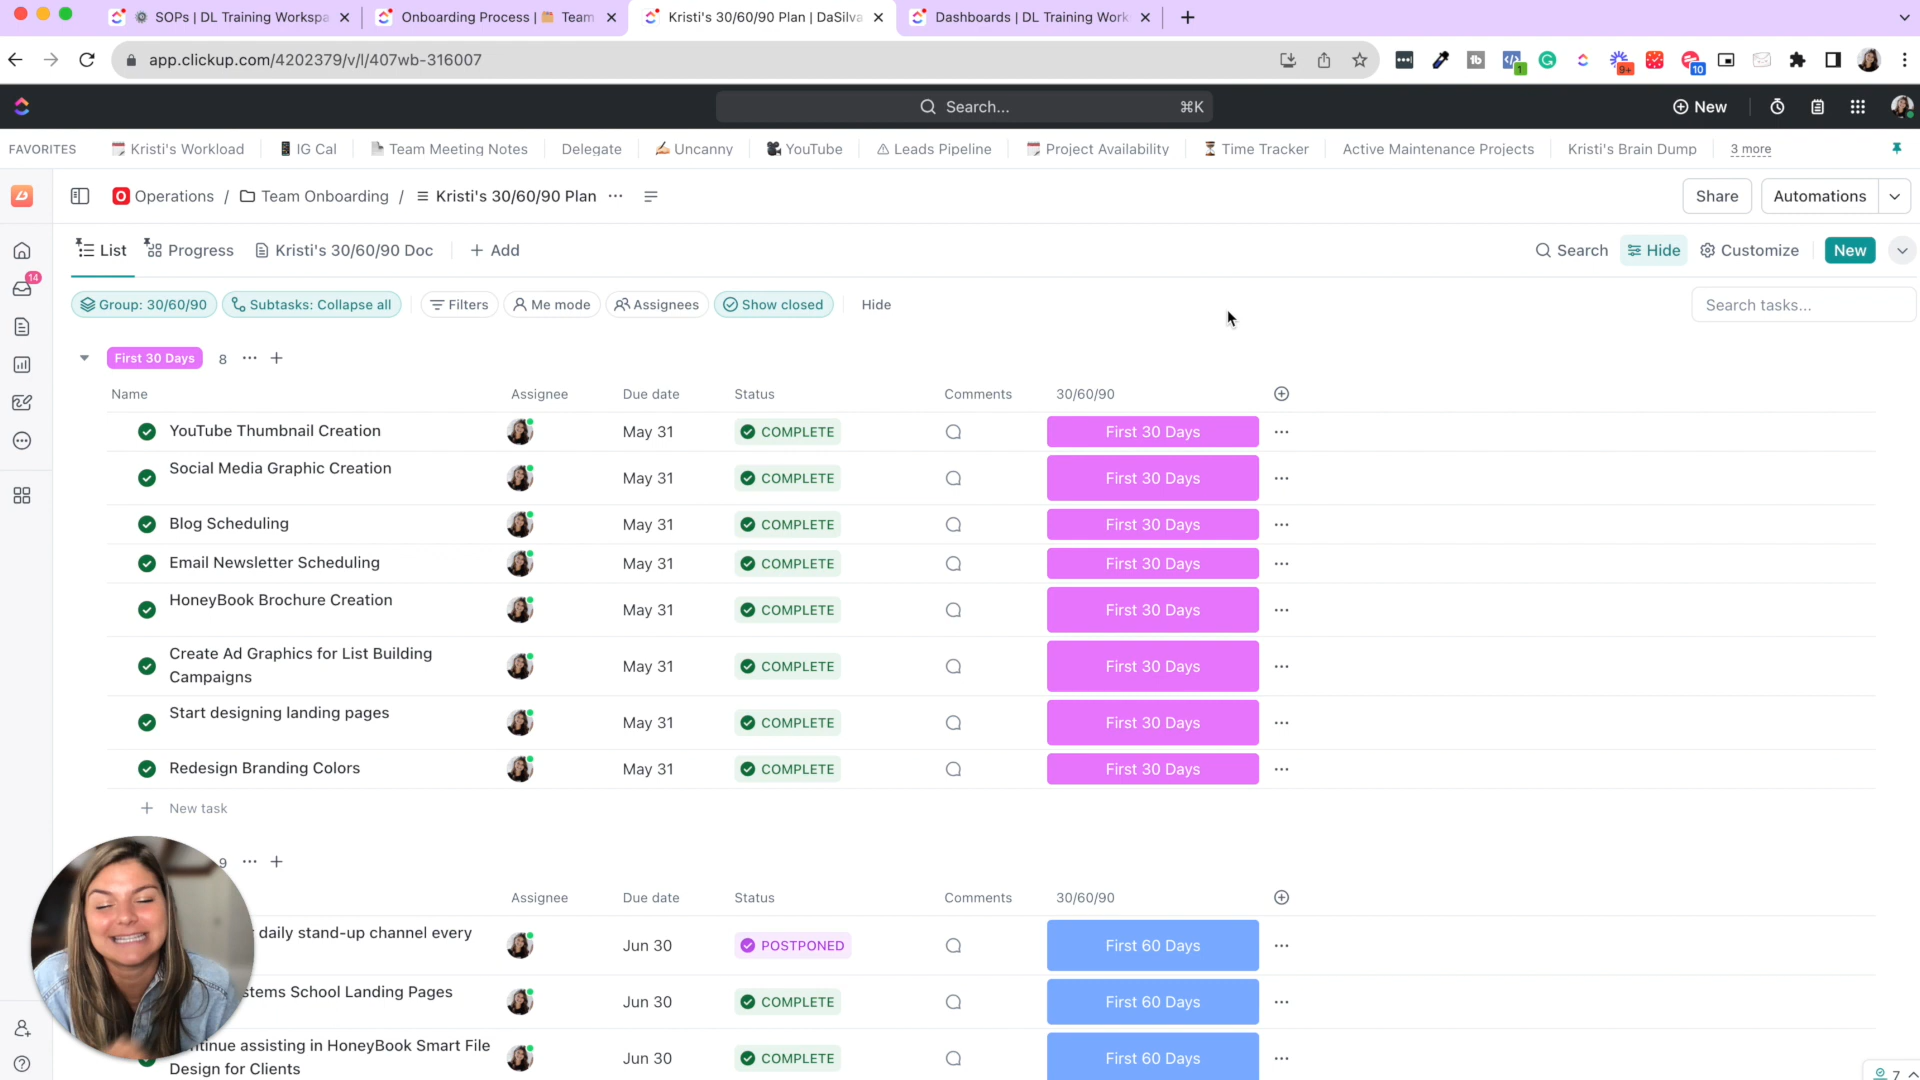 SOPs | DL Training Workspa
Onboarding Process | Team
Kristi's 30/60/90 Plan | DaSilva
Dashboards | DL Training Work
app.clickup.com/4202379/v/l/407wb-316007
1
9+
10
Search...
⌘K
New
FAVORITES
Kristi's Workload
IG Cal
Team Meeting Notes
Delegate
Uncanny
YouTube
Leads Pipeline
Project Availability
Time Tracker
Active Maintenance Projects
Kristi's Brain Dump
3 more
O Operations / Team Onboarding / Kristi's 30/60/90 Plan
Share
Automations
14
List
Progress
Kristi's 30/60/90 Doc
Add
Search
Hide
Customize
New
Group: 30/60/90
Subtasks: Collapse all
Filters
Me mode
Assignees
Show closed
Hide
Search tasks...
First 30 Days 8
Name Assignee Due date Status Comments 30/60/90
YouTube Thumbnail Creation May 31 COMPLETE First 30 Days
Social Media Graphic Creation May 31 COMPLETE First 30 Days
Blog Scheduling May 31 COMPLETE First 30 Days
Email Newsletter Scheduling May 31 COMPLETE First 30 Days
HoneyBook Brochure Creation May 31 COMPLETE First 30 Days
Create Ad Graphics for List Building
Campaigns May 31 COMPLETE First 30 Days
Start designing landing pages May 31 COMPLETE First 30 Days
Redesign Branding Colors May 31 COMPLETE First 30 Days
New task
9
Assignee Due date Status Comments 30/60/90
daily stand-up channel every Jun 30 POSTPONED First 60 Days
stems School Landing Pages Jun 30 COMPLETE First 60 Days
ntinue assisting in HoneyBook Smart File
Design for Clients Jun 30 COMPLETE First 60 Days
7